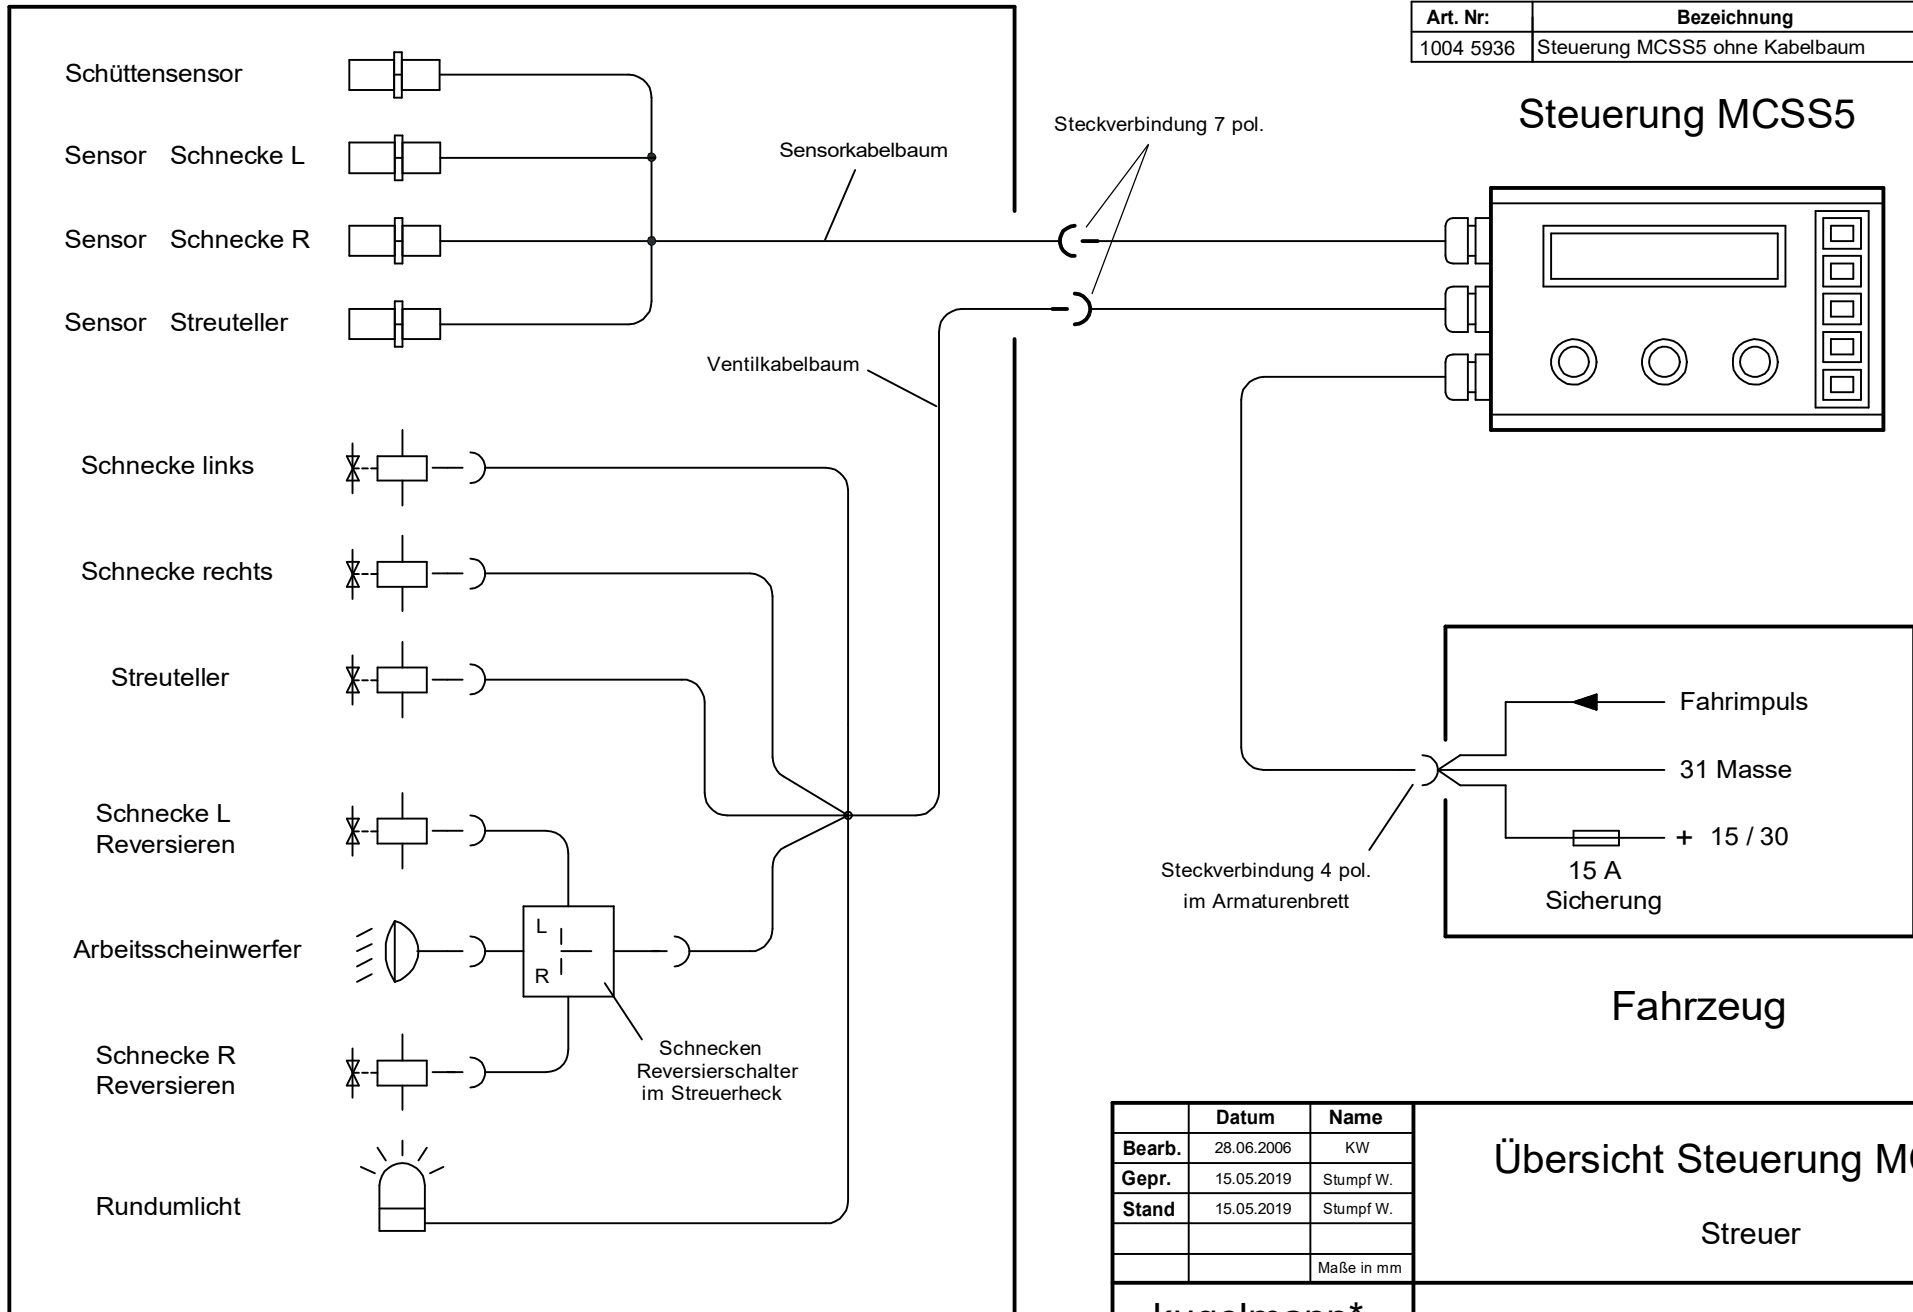 Art. Nr: Bezeichnung
1004 5936 Steuerung MCSS5 ohne Kabelbaum
Steuerung MCSS5
Schüttensensor
Sensor Schnecke L
Sensor Schnecke R
Sensor Streuteller
Sensorkabelbaum
Steckverbindung 7 pol.
Ventilkabelbaum
Schnecke links
Schnecke rechts
Streuteller
Schnecke L
Reversieren
Arbeitsscheinwerfer
L
R
Schnecke R
Reversieren
Schnecken
Reversierschalter
im Streuerheck
Rundumlicht
Fahrimpuls
31 Masse
+ 15 / 30
15 A
Sicherung
Steckverbindung 4 pol.
im Armaturenbrett
Fahrzeug
Datum Name
Bearb. 28.06.2006 KW
Gepr. 15.05.2019 Stumpf W.
Stand 15.05.2019 Stumpf W.
Maße in mm
Übersicht Steuerung
Streuer